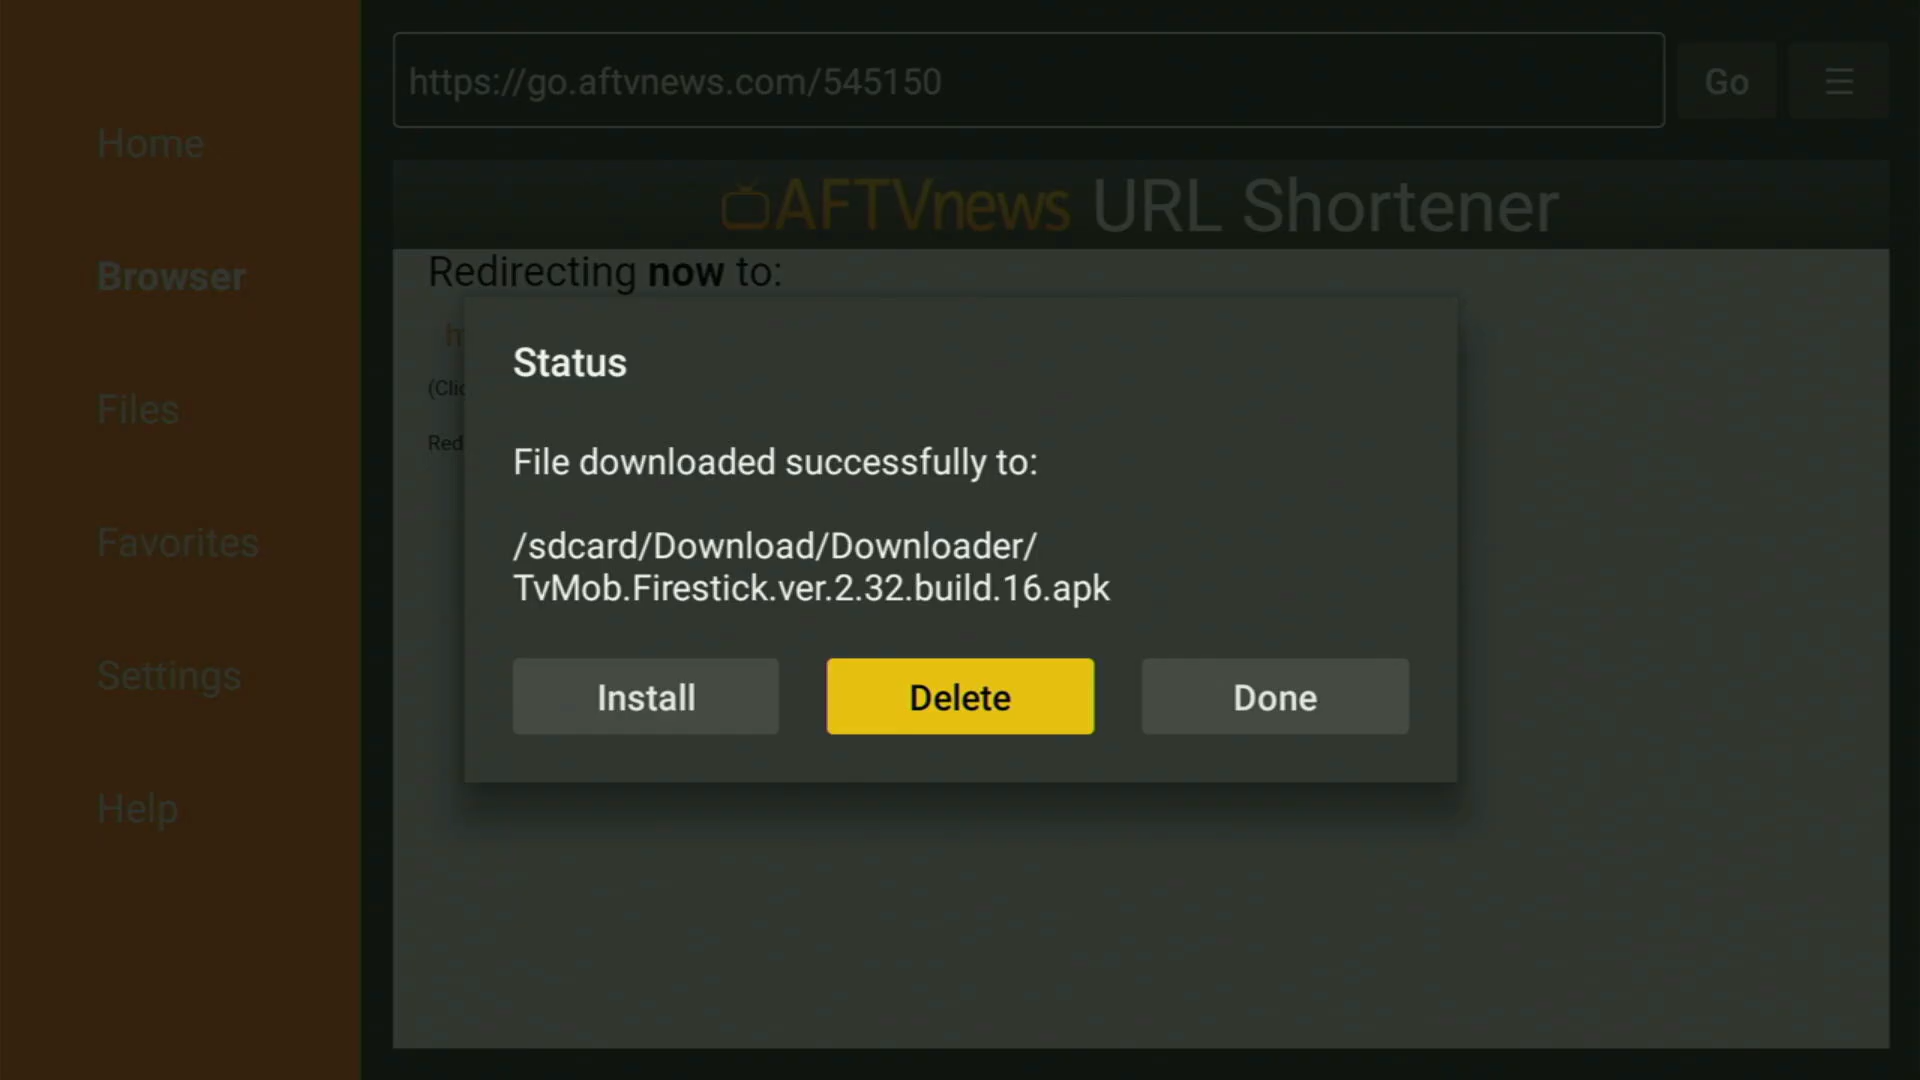 Home
Browser
Files
Favorites
Settings
Help
https://go.aftvnews.com/545150
Go
AFTVnews URL Shortener
Redirecting now to:
Status
File downloaded successfully to:
/sdcard/Download/Downloader/
TvMob.Firestick.ver.2.32.build.16.apk
Install
Delete
Done